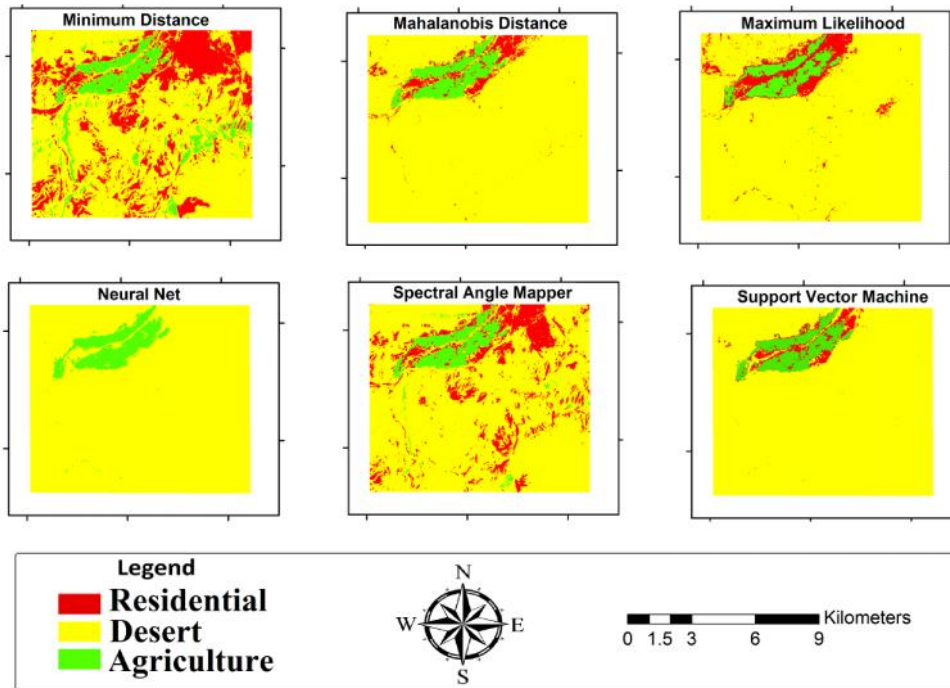 Minimum Distance
Mahalanobis Distance
Maximum Likelihood
Neural Net
Spectral Angle Mapper
Support Vector Machine
Legend
Residential
Desert
Agriculture
N
W E
S
Kilometers
0 1.5 3 6 9